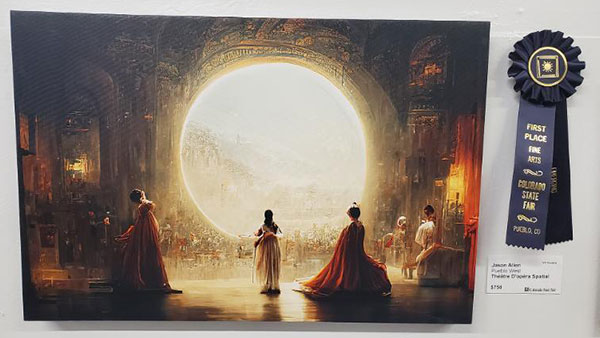 FIRST
PLACE
FINE
ARTS
COLORADO
STATE
FAIR
PUEBLO, CO
Jason Allen
Pueblo West
Théâtre D'opéra Spatial
$750